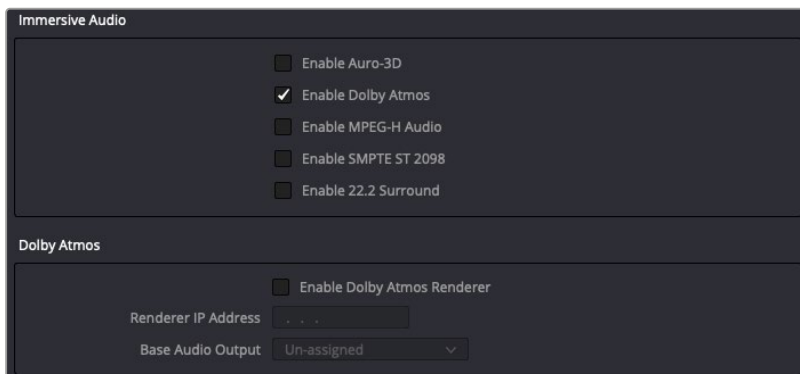 Immersive Audio
Enable Auro-3D
Enable Dolby Atmos
Enable MPEG-H Audio
Enable SMPTE ST 2098
Enable 22.2 Surround
Dolby Atmos
Enable Dolby Atmos Renderer
Renderer IP Address . . .
Base Audio Output Un-assigned